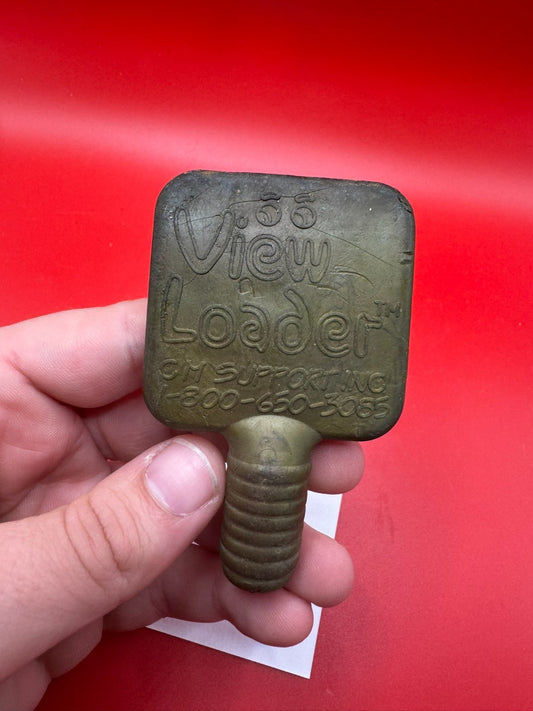 View
Loader™
G/M SUPPORT, INC
1-800-650-3085